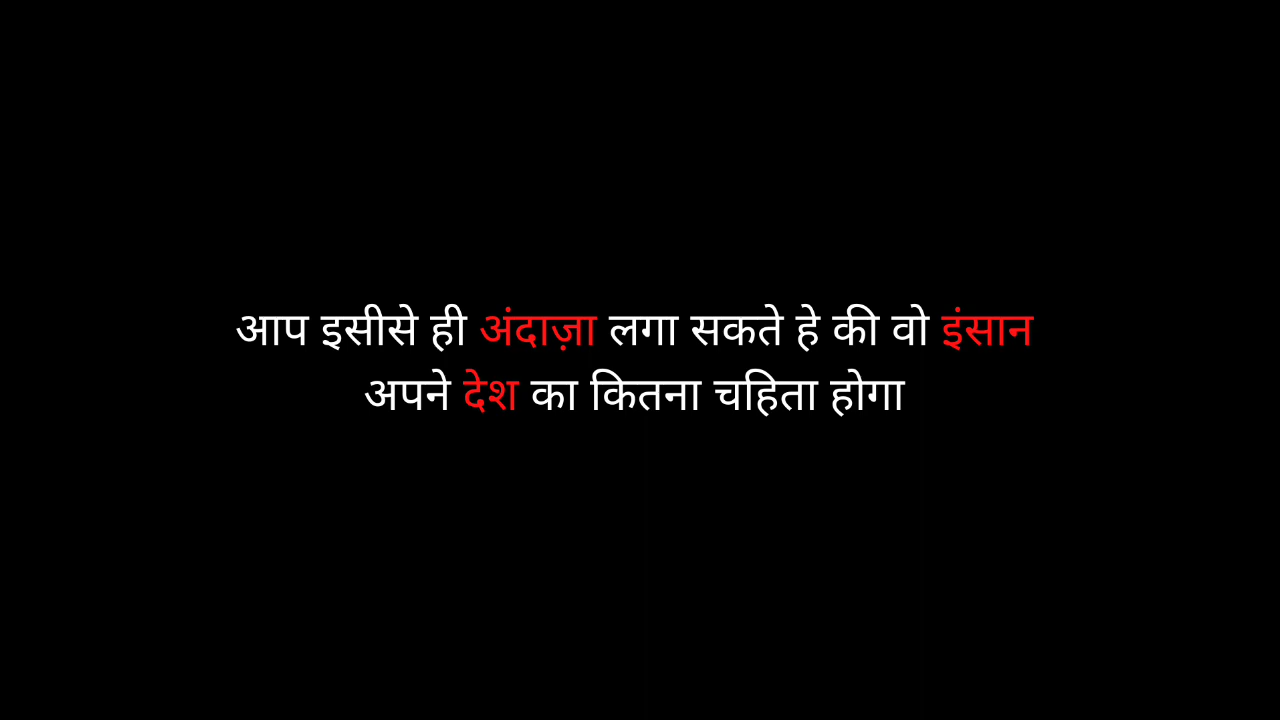 आप इसीसे ही अंदाज़ा लगा सकते हे की वो इंसान
अपने देश का कितना चहिता होगा